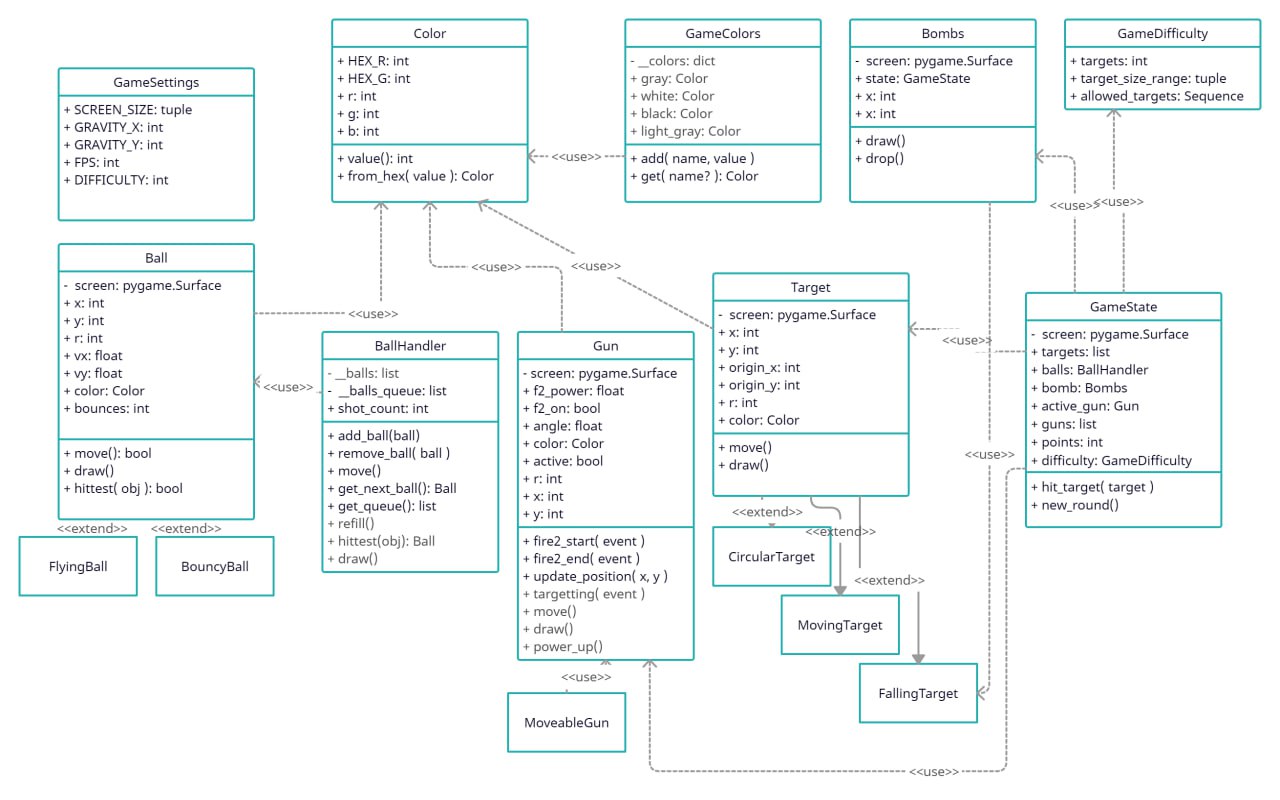 GameSettings
+ SCREEN_SIZE: tuple
+ GRAVITY_X: int
+ GRAVITY_Y: int
+ FPS: int
+ DIFFICULTY: int
Color
+ HEX_R: int
+ HEX_G: int
+ r: int
+ g: int
+ b: int
+ value(): int
+ from_hex( value ): Color
<<use>>
GameColors
- __colors: dict
+ gray: Color
+ white: Color
+ black: Color
+ light_gray: Color
+ add( name, value )
+ get( name? ): Color
Bombs
- screen: pygame.Surface
+ state: GameState
+ x: int
+ x: int
+ draw()
+ drop()
GameDifficulty
+ targets: int
+ target_size_range: tuple
+ allowed_targets: Sequence
<<use>>
<<use>>
Ball
- screen: pygame.Surface
+ x: int
+ y: int
+ r: int
+ vx: float
+ vy: float
+ color: Color
+ bounces: int
+ move(): bool
+ draw()
+ hittest( obj ): bool
<<use>>
<<use>>
<<use>>
<<use>>
<<extend>>
<<extend>>
FlyingBall
BouncyBall
BallHandler
- __balls: list
- __balls_queue: list
+ shot_count: int
+ add_ball(ball)
+ remove_ball( ball )
+ move()
+ get_next_ball(): Ball
+ get_queue(): list
+ refill()
+ hittest(obj): Ball
+ draw()
Gun
- screen: pygame.Surface
+ f2_power: float
+ f2_on: bool
+ angle: float
+ color: Color
+ active: bool
+ r: int
+ x: int
+ y: int
+ fire2_start( event )
+ fire2_end( event )
+ update_position( x, y )
+ targetting( event )
+ move()
+ draw()
+ power_up()
<<use>>
MoveableGun
Target
- screen: pygame.Surface
+ x: int
+ y: int
+ origin_x: int
+ origin_y: int
+ r: int
+ color: Color
+ move()
+ draw()
<<extend>>
<<extend>>
<<extend>>
CircularTarget
MovingTarget
FallingTarget
<<use>>
<<use>>
GameState
- screen: pygame.Surface
+ targets: list
+ balls: BallHandler
+ bomb: Bombs
+ active_gun: Gun
+ guns: list
+ points: int
+ difficulty: GameDifficulty
+ hit_target( target )
+ new_round()
<<use>>